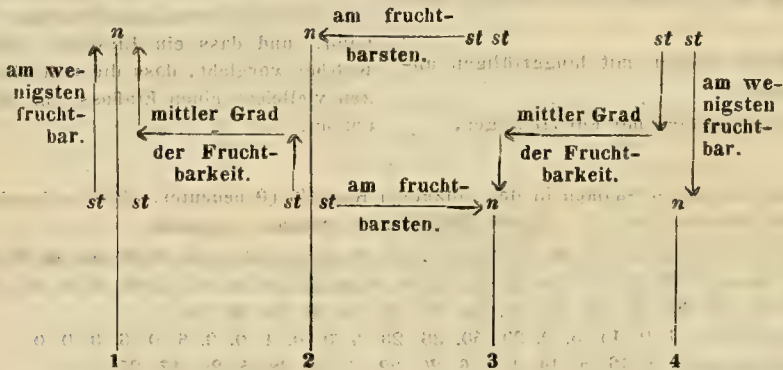 am frucht-
n
n
st st
st st
barsten.
am we-
nigsten
frucht-
bar.
mittler Grad
der Frucht-
barkeit.
mittler Grad
der Frucht-
barkeit.
am we-
nigsten
frucht-
bar.
st
st
st
st
am frucht-
barsten.
n
n
1
2
3
4